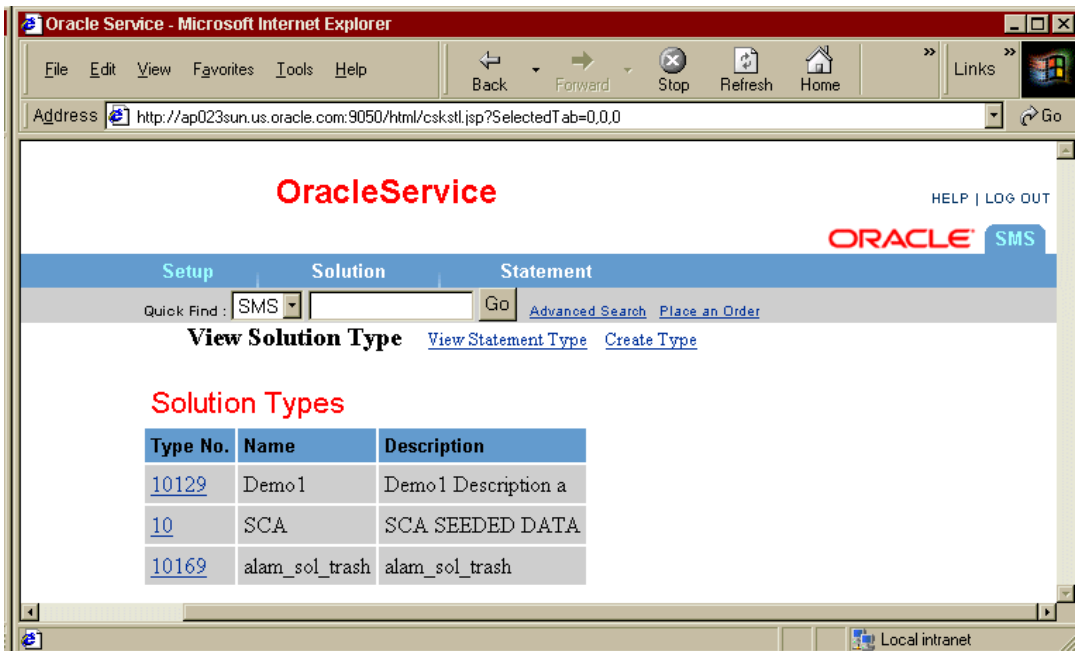 Oracle Service - Microsoft Internet Explorer
File Edit View Favorites Tools Help Back Forward Stop Refresh Home » Links »
Address http://ap023sun.us.oracle.com:9050/html/cskstl.jsp?SelectedTab=0,0,0 Go
OracleService
HELP | LOG OUT
ORACLE SMS
Setup Solution Statement
Quick Find : SMS Go Advanced Search Place an Order
View Solution Type View Statement Type Create Type
Solution Types
Type No. Name Description
10129 Demo1 Demo1 Description a
10 SCA SCA SEEDED DATA
10169 alam_sol_trash alam_sol_trash
Local intranet